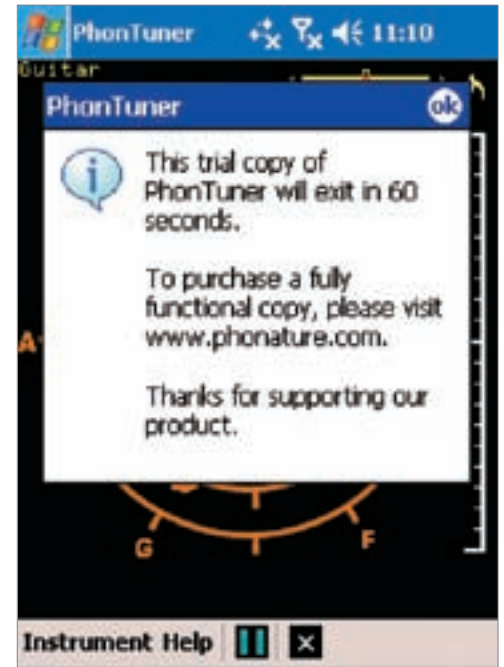 PhonTuner 11:10
Guitar
PhonTuner ok
This trial copy of
PhonTuner will exit in 60
seconds.
To purchase a fully
functional copy, please visit
www.phonature.com.
Thanks for supporting our
product.
A
G F
Instrument Help